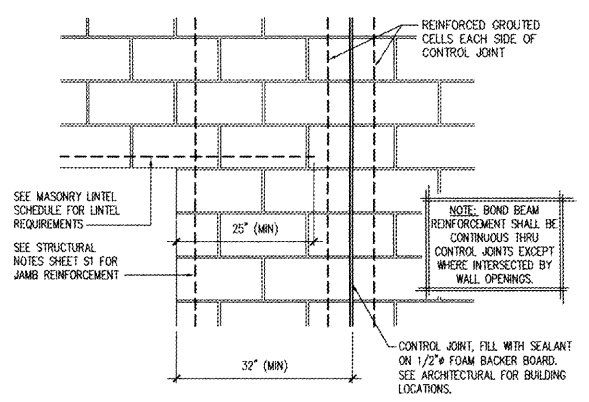 REINFORCED GROUTED
CELLS EACH SIDE OF
CONTROL JOINT
SEE MASONRY LINTEL
SCHEDULE FOR LINTEL
REQUIREMENTS
SEE STRUCTURAL
NOTES SHEET S1 FOR
JAMB REINFORCEMENT
25" (MIN)
NOTE: BOND BEAM
REINFORCEMENT SHALL BE
CONTINUOUS THRU
CONTROL JOINTS EXCEPT
WHERE INTERSECTED BY
WALL OPENINGS.
32" (MIN)
CONTROL JOINT, FILL WITH SEALANT
ON 1/2"ø FOAM BACKER BOARD.
SEE ARCHITECTURAL FOR BUILDING
LOCATIONS.